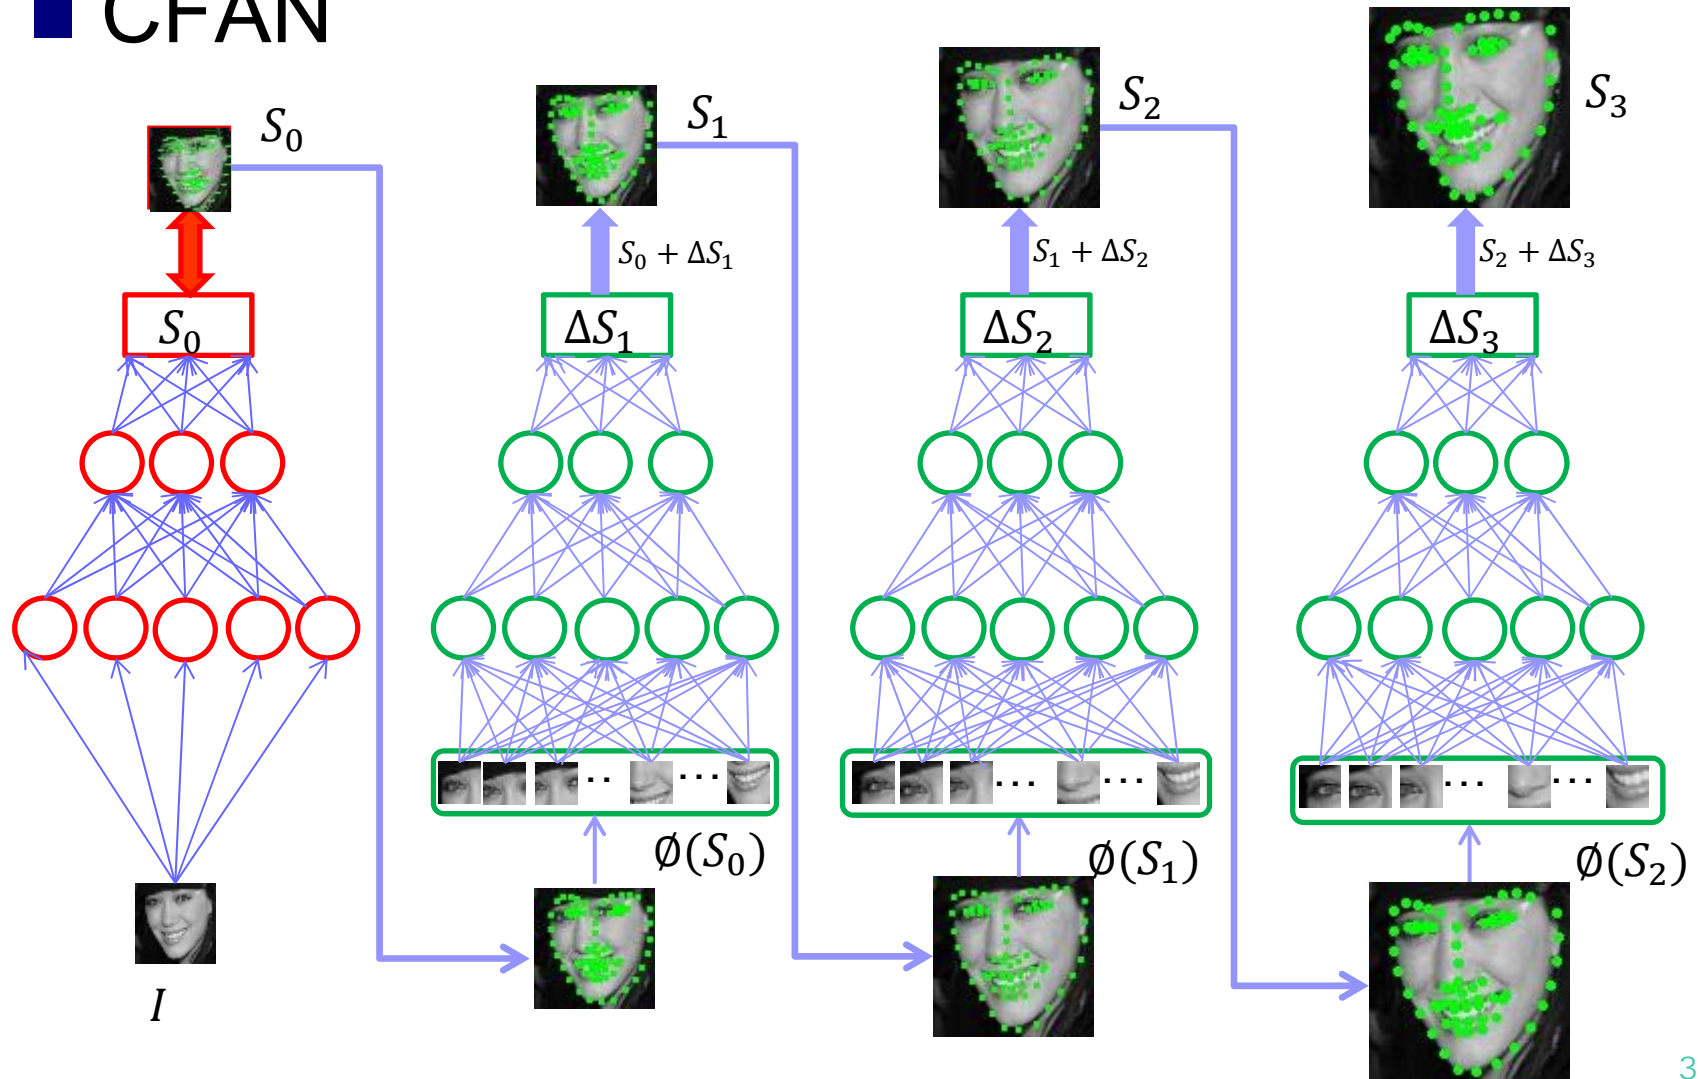 CFAN
S₀
S₁
S₂
S₃
S₀ + ΔS₁
S₁ + ΔS₂
S₂ + ΔS₃
S₀
ΔS₁
ΔS₂
ΔS₃
.. ...
... ...
... ...
∅(S₀)
∅(S₁)
∅(S₂)
I
3